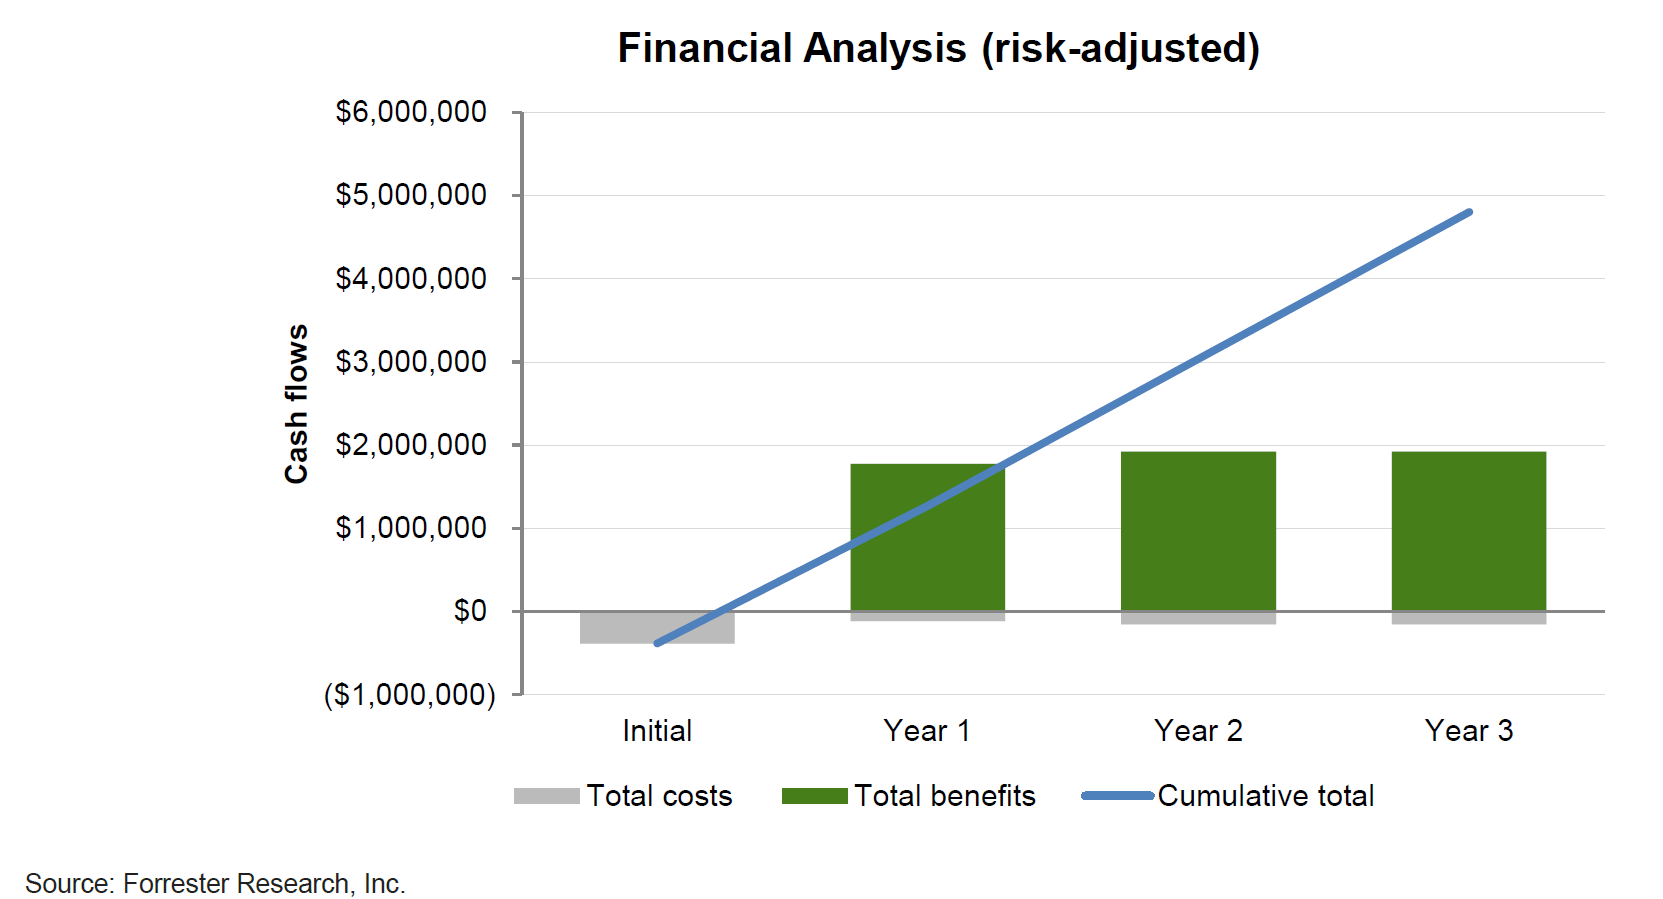 Financial Analysis (risk-adjusted)
$6,000,000
$5,000,000
$4,000,000
$3,000,000
$2,000,000
$1,000,000
$0
($1,000,000)
Cash flows
Initial Year 1 Year 2 Year 3
Total costs Total benefits Cumulative total
Source: Forrester Research, Inc.